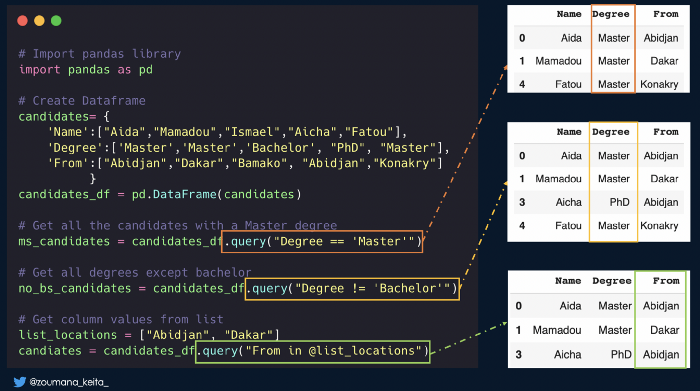 # Import pandas library
import pandas as pd
# Create Dataframe
candidates= {
'Name':["Aida","Mamadou","Ismael","Aicha","Fatou"],
'Degree':['Master','Master','Bachelor', "PhD", "Master"],
'From':["Abidjan","Dakar","Bamako", "Abidjan","Konakry"]
}
candidates_df = pd.DataFrame(candidates)
# Get all the candidates with a Master degree
ms_candidates = candidates_df.query("Degree == 'Master'")
# Get all degrees except bachelor
no_bs_candidates = candidates_df.query("Degree != 'Bachelor'")
# Get column values from list
list_locations = ["Abidjan", "Dakar"]
candiates = candidates_df.query("From in @list_locations")
@zoumana_keita_
Name Degree From
0 Aida Master Abidjan
1 Mamadou Master Dakar
4 Fatou Master Konakry
Name Degree From
0 Aida Master Abidjan
1 Mamadou Master Dakar
3 Aicha PhD Abidjan
4 Fatou Master Konakry
Name Degree From
0 Aida Master Abidjan
1 Mamadou Master Dakar
3 Aicha PhD Abidjan